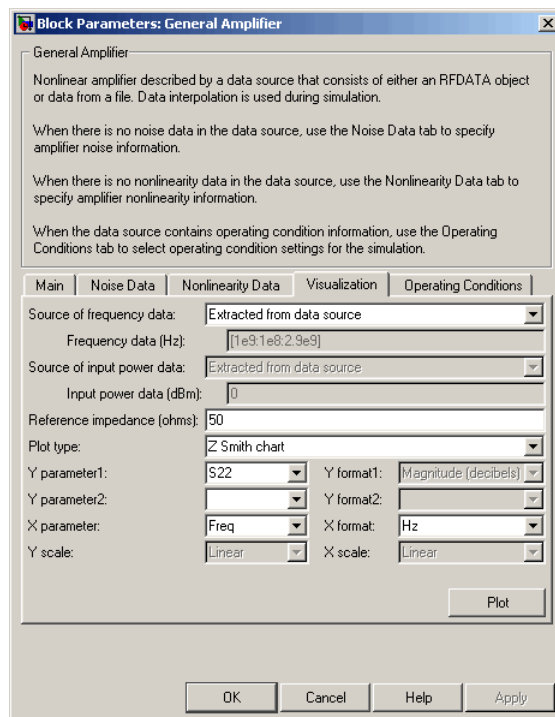 Block Parameters: General Amplifier
General Amplifier
Nonlinear amplifier described by a data source that consists of either an RFDATA object
or data from a file. Data interpolation is used during simulation.
When there is no noise data in the data source, use the Noise Data tab to specify
amplifier noise information.
When there is no nonlinearity data in the data source, use the Nonlinearity Data tab to
specify amplifier nonlinearity information.
When the data source contains operating condition information, use the Operating
Conditions tab to select operating condition settings for the simulation.
Main Noise Data Nonlinearity Data Visualization Operating Conditions
Source of frequency data: Extracted from data source
Frequency data (Hz): [1e9:1e8:2.9e9]
Source of input power data: Extracted from data source
Input power data (dBm): 0
Reference impedance (ohms): 50
Plot type: Z Smith chart
Y parameter1: S22 Y format1: Magnitude (decibels)
Y parameter2: Y format2:
X parameter: Freq X format: Hz
Y scale: Linear X scale: Linear
Plot
OK Cancel Help Apply